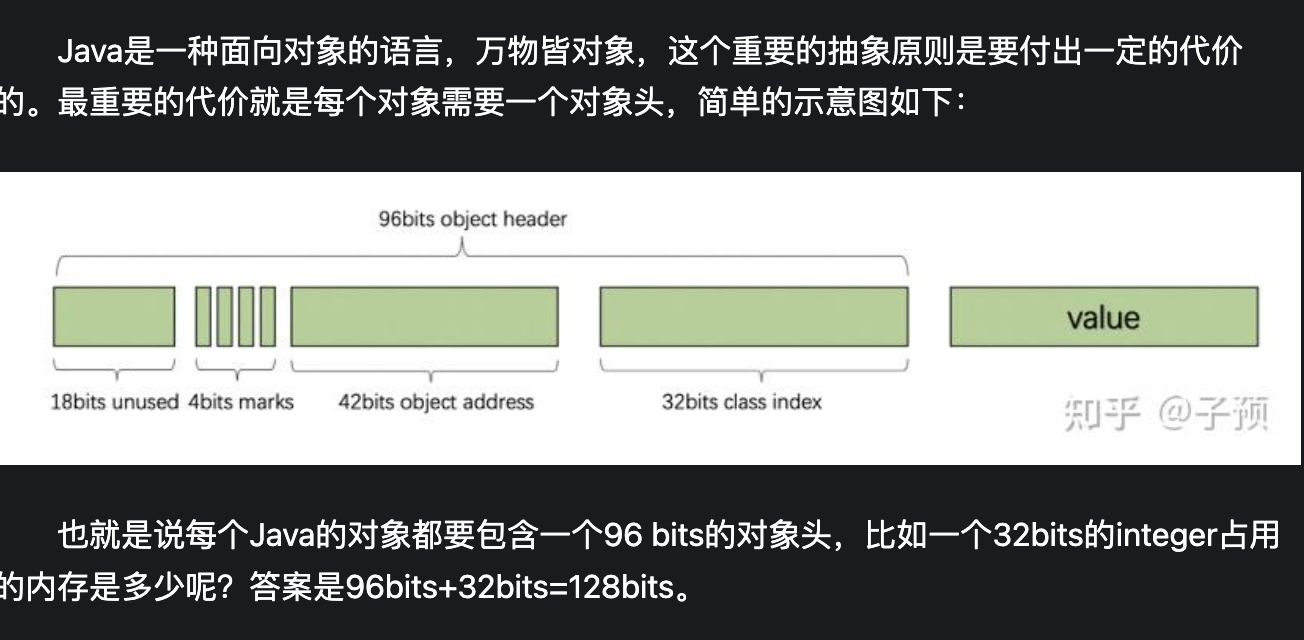 Java是一种面向对象的语言，万物皆对象，这个重要的抽象原则是要付出一定的代价
的。最重要的代价就是每个对象需要一个对象头，简单的示意图如下：
96bits object header
value
18bits unused 4bits marks 42bits object address 32bits class index
知乎 @子预
也就是说每个Java的对象都要包含一个96 bits的对象头，比如一个32bits的integer占用
的内存是多少呢？答案是96bits+32bits=128bits。